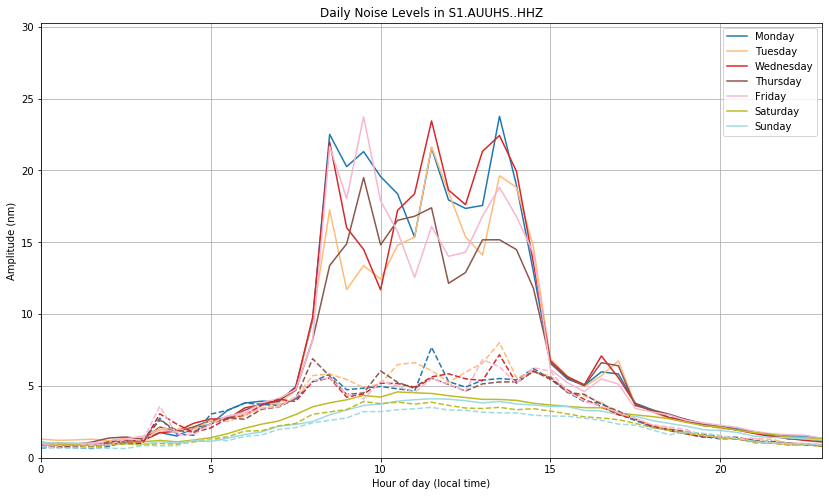 Daily Noise Levels in S1.AUUHS..HHZ
Amplitude (nm)
30
25
20
15
10
5
0
Monday
Tuesday
Wednesday
Thursday
Friday
Saturday
Sunday
0 5 10 15 20
Hour of day (local time)